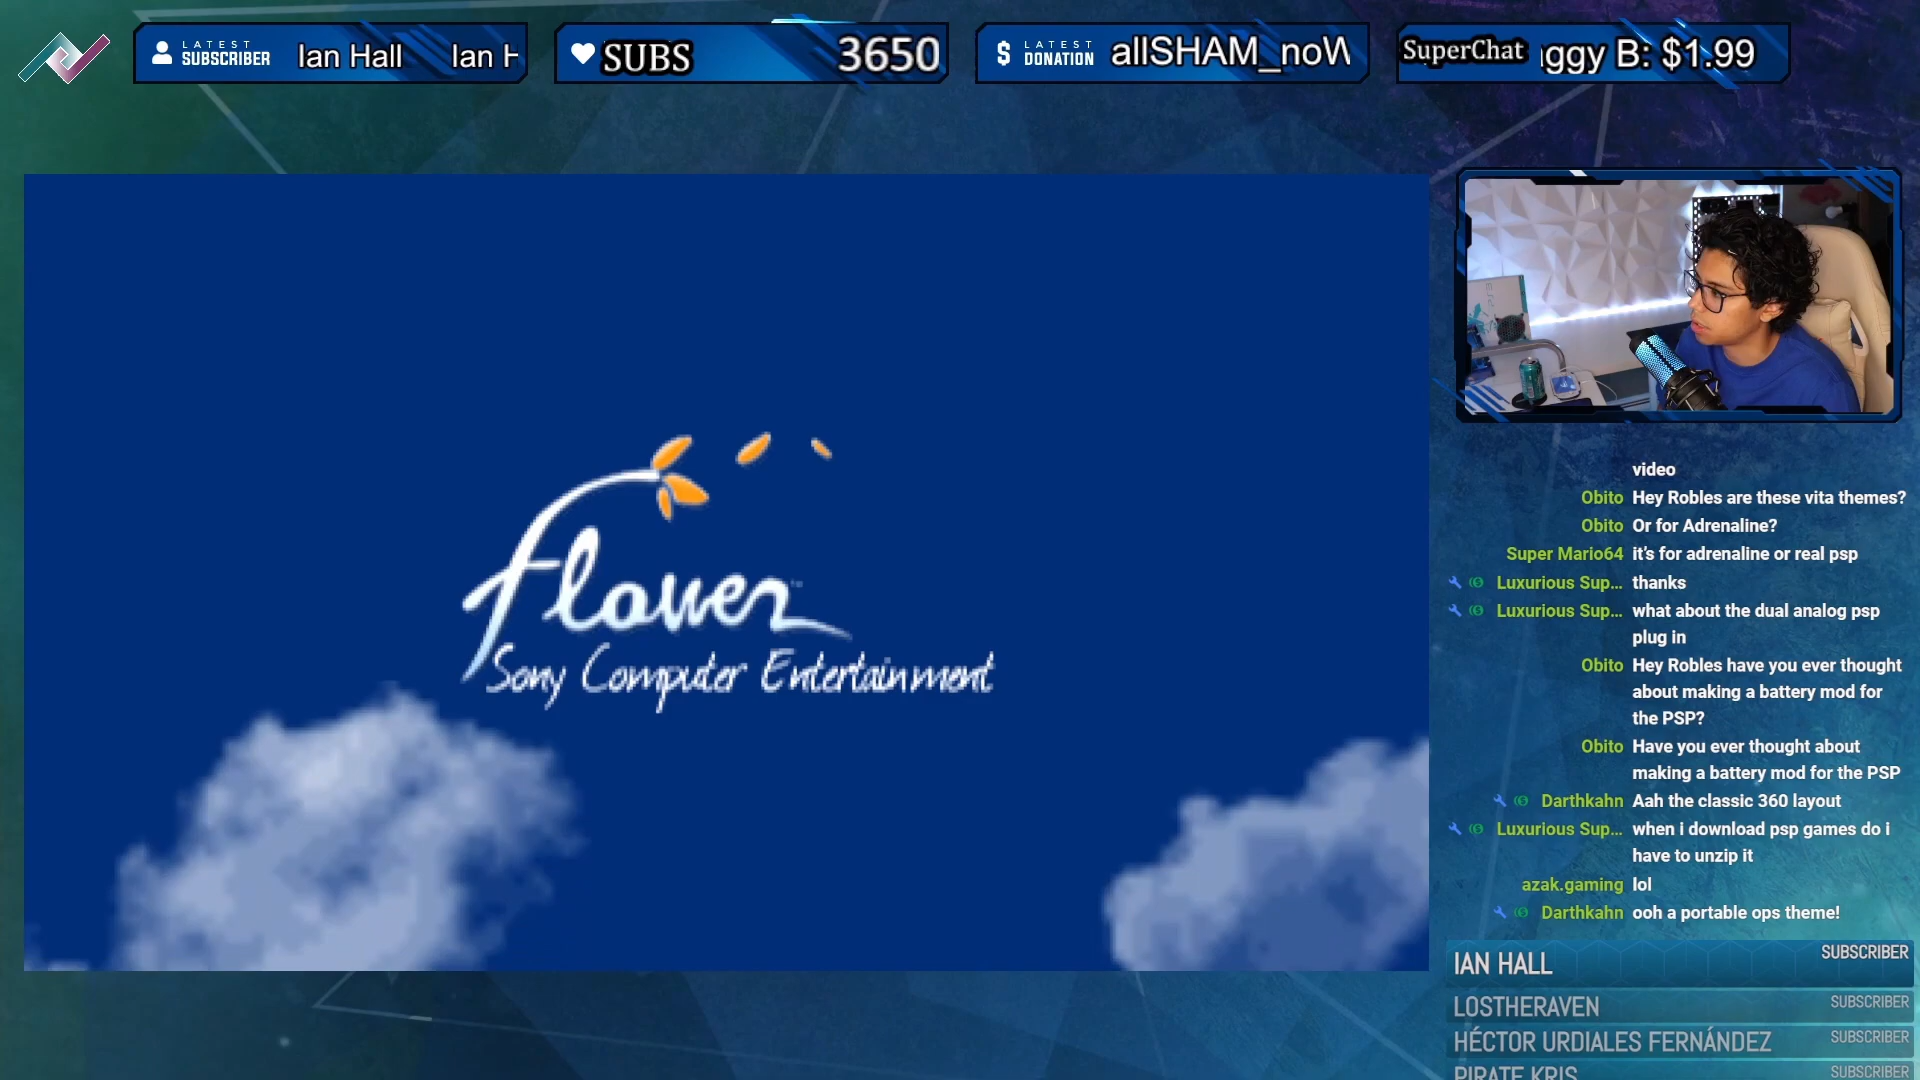 LATEST
SUBSCRIBER
Ian Hall
Ian H
SUBS
3650
LATEST
DONATION
allSHAM_noW
SuperChat
ggy B: $1.99
flower
Sony Computer Entertainment
video
Obito Hey Robles are these vita themes?
Obito Or for Adrenaline?
Super Mario64 it's for adrenaline or real psp
Luxurious Sup... thanks
Luxurious Sup... what about the dual analog psp
plug in
Obito Hey Robles have you ever thought
about making a battery mod for
the PSP?
Obito Have you ever thought about
making a battery mod for the PSP
Darthkahn Aah the classic 360 layout
Luxurious Sup... when i download psp games do i
have to unzip it
azak.gaming lol
Darthkahn ooh a portable ops theme!
IAN HALL SUBSCRIBER
LOSTHERAVEN SUBSCRIBER
HÉCTOR URDIALES FERNÁNDEZ SUBSCRIBER
PIRATE KRIS SUBSCRIBER